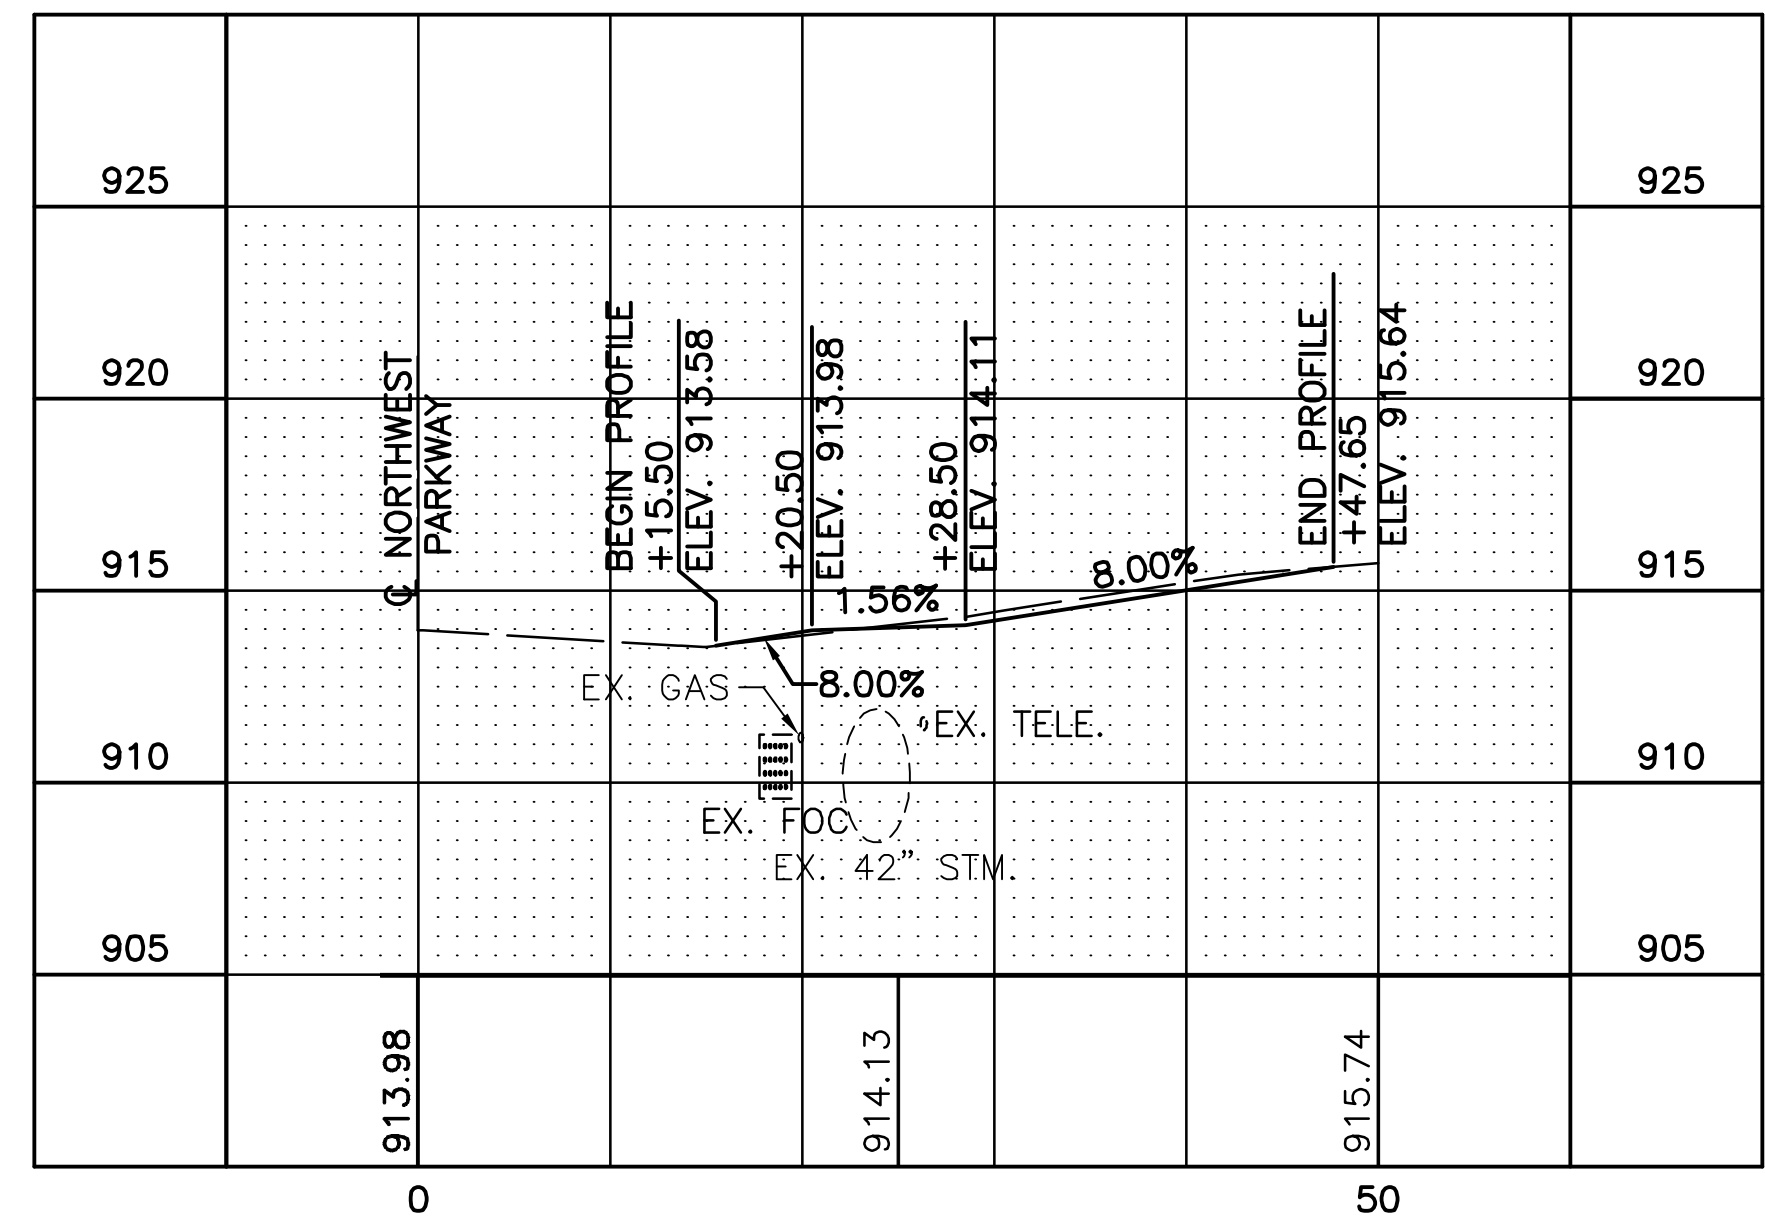 925
925
920
920
915
915
910
910
905
905
℄ NORTHWEST
PARKWAY
BEGIN PROFILE
+15.50
ELEV. 913.58
+20.50
ELEV. 913.98
+28.50
ELEV. 914.11
END PROFILE
+47.65
ELEV. 915.64
1.56%
8.00%
8.00%
EX. GAS
EX. TELE.
EX. FOC
EX. 42" STM.
913.98
914.13
915.74
0
50